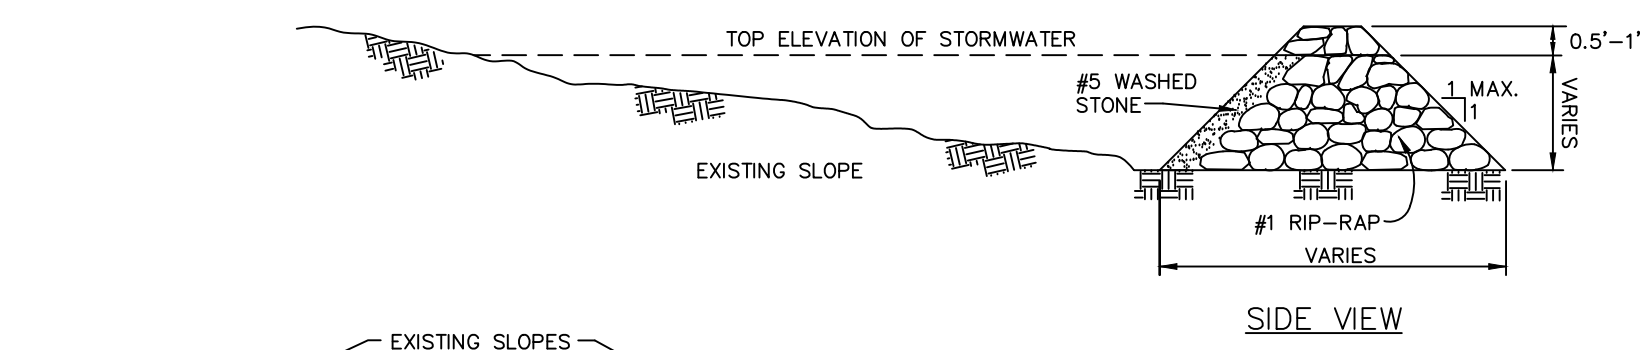 TOP ELEVATION OF STORMWATER
0.5'-1'
#5 WASHED
STONE
1 MAX.
1
VARIES
EXISTING SLOPE
#1 RIP-RAP
VARIES
SIDE VIEW
EXISTING SLOPES